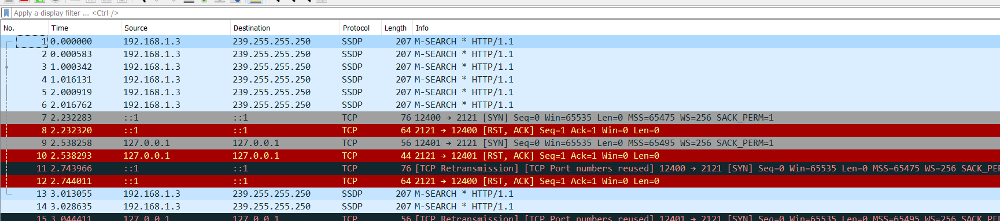 Apply a display filter ... <Ctrl-/>
No. Time Source Destination Protocol Length Info
1 0.000000 192.168.1.3 239.255.255.250 SSDP 207 M-SEARCH * HTTP/1.1
2 0.000583 192.168.1.3 239.255.255.250 SSDP 207 M-SEARCH * HTTP/1.1
3 1.000342 192.168.1.3 239.255.255.250 SSDP 207 M-SEARCH * HTTP/1.1
4 1.016131 192.168.1.3 239.255.255.250 SSDP 207 M-SEARCH * HTTP/1.1
5 2.000919 192.168.1.3 239.255.255.250 SSDP 207 M-SEARCH * HTTP/1.1
6 2.016762 192.168.1.3 239.255.255.250 SSDP 207 M-SEARCH * HTTP/1.1
7 2.232283 ::1 ::1 TCP 76 12400 → 2121 [SYN] Seq=0 Win=65535 Len=0 MSS=65475 WS=256 SACK_PERM=1
8 2.232320 ::1 ::1 TCP 64 2121 → 12400 [RST, ACK] Seq=1 Ack=1 Win=0 Len=0
9 2.538258 127.0.0.1 127.0.0.1 TCP 56 12401 → 2121 [SYN] Seq=0 Win=65535 Len=0 MSS=65495 WS=256 SACK_PERM=1
10 2.538293 127.0.0.1 127.0.0.1 TCP 44 2121 → 12401 [RST, ACK] Seq=1 Ack=1 Win=0 Len=0
11 2.743966 ::1 ::1 TCP 76 [TCP Retransmission] [TCP Port numbers reused] 12400 → 2121 [SYN] Seq=0 Win=65535 Len=0 MSS=65475 WS=256 SACK_PE
12 2.744011 ::1 ::1 TCP 64 2121 → 12400 [RST, ACK] Seq=1 Ack=1 Win=0 Len=0
13 3.013055 192.168.1.3 239.255.255.250 SSDP 207 M-SEARCH * HTTP/1.1
14 3.028635 192.168.1.3 239.255.255.250 SSDP 207 M-SEARCH * HTTP/1.1
15 3.044411 127.0.0.1 127.0.0.1 TCP 56 [TCP Retransmission] [TCP Port numbers reused] 12401 → 2121 [SYN] Seq=0 Win=65535 Len=0 MSS=65495 WS=256 SACK_PE